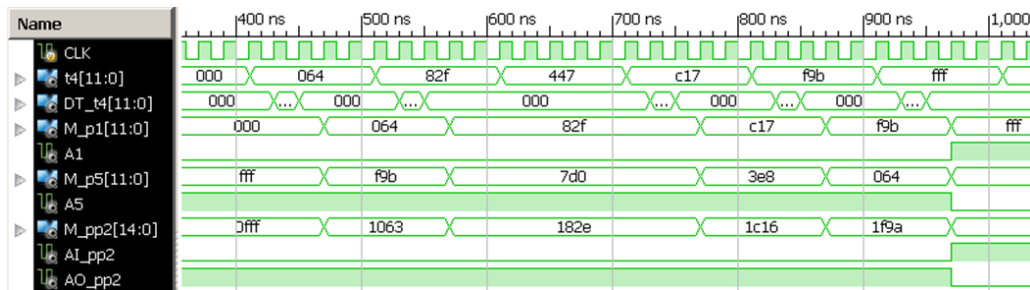 Name 400 ns 500 ns 600 ns 700 ns 800 ns 900 ns 1,000
CLK
t4[11:0] 000 064 82f 447 c17 f9b fff
DT_t4[11:0] 000 ... 000 ... 000 ... 000 ... 000 ...
M_p1[11:0] 000 064 82f c17 f9b fff
A1
M_p5[11:0] fff f9b 7d0 3e8 064
A5
M_pp2[14:0] 0fff 1063 182e 1c16 1f9a
AI_pp2
AO_pp2